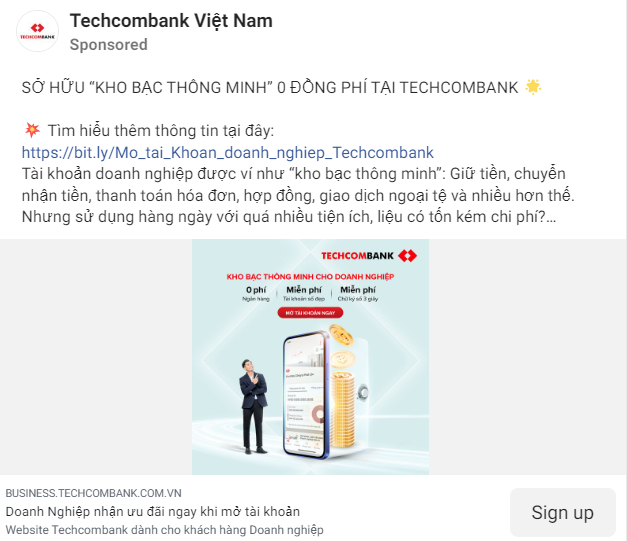 Techcombank Việt Nam
Sponsored
TECHCOMBANK
SỞ HỮU “KHO BẠC THÔNG MINH” 0 ĐỒNG PHÍ TẠI TECHCOMBANK 🌟
💥 Tìm hiểu thêm thông tin tại đây:
https://bit.ly/Mo_tai_Khoan_doanh_nghiep_Techcombank
Tài khoản doanh nghiệp được ví như “kho bạc thông minh”: Giữ tiền, chuyển
nhận tiền, thanh toán hóa đơn, hợp đồng, giao dịch ngoại tệ và nhiều hơn thế.
Nhưng sử dụng hàng ngày với quá nhiều tiện ích, liệu có tốn kém chi phí?...
TECHCOMBANK
KHO BẠC THÔNG MINH CHO DOANH NGHIỆP
0 phí Miễn phí Miễn phí
Ngân hàng Tài khoản số đẹp Chữ ký số 3 giây
MỞ TÀI KHOẢN NGAY
BUSINESS.TECHCOMBANK.COM.VN
Doanh Nghiệp nhận ưu đãi ngay khi mở tài khoản
Website Techcombank dành cho khách hàng Doanh nghiệp
Sign up